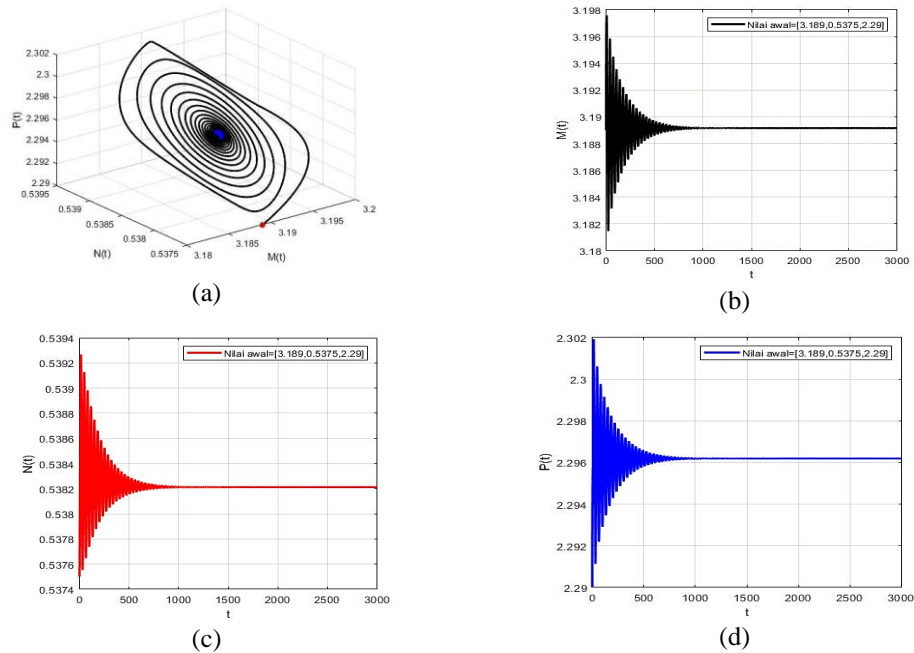 2.302
2.3
2.298
2.296
2.294
2.292
2.29
P(t)
0.5395
0.539
0.5385
0.538
0.5375
N(t)
3.18
3.185
3.19
3.195
3.2
M(t)
(a)
3.198
3.196
3.194
3.192
3.19
3.188
3.186
3.184
3.182
3.18
M(t)
Nilai awal=[3.189,0.5375,2.29]
0 500 1000 1500 2000 2500 3000
t
(b)
0.5394
0.5392
0.539
0.5388
0.5386
0.5384
0.5382
0.538
0.5378
0.5376
0.5374
N(t)
Nilai awal=[3.189,0.5375,2.29]
0 500 1000 1500 2000 2500 3000
t
(c)
2.302
2.3
2.298
2.296
2.294
2.292
2.29
P(t)
Nilai awal=[3.189,0.5375,2.29]
0 500 1000 1500 2000 2500 3000
t
(d)